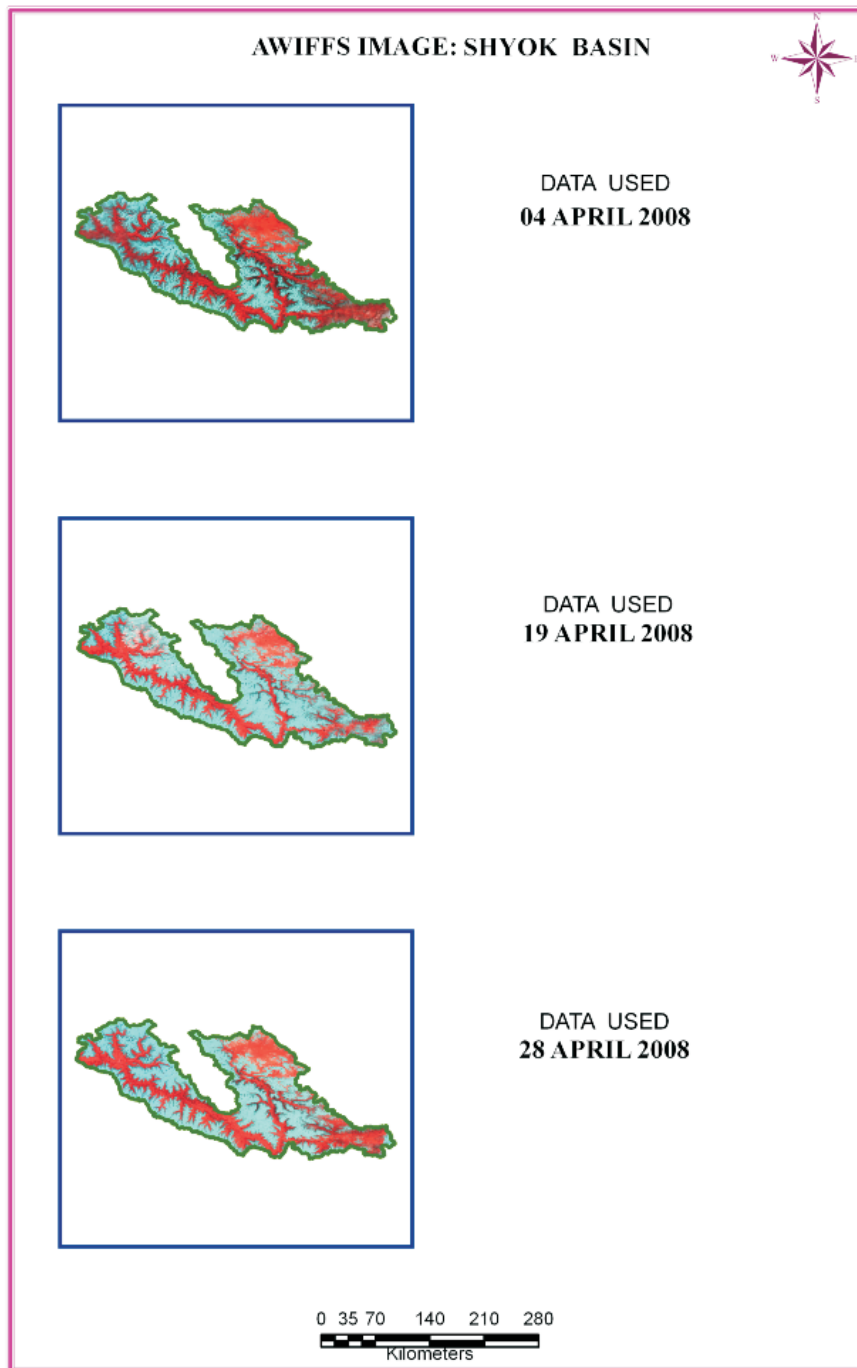 AWIFFS IMAGE: SHYOK BASIN
N
W E
S
DATA USED
04 APRIL 2008
DATA USED
19 APRIL 2008
DATA USED
28 APRIL 2008
0 35 70 140 210 280
Kilometers